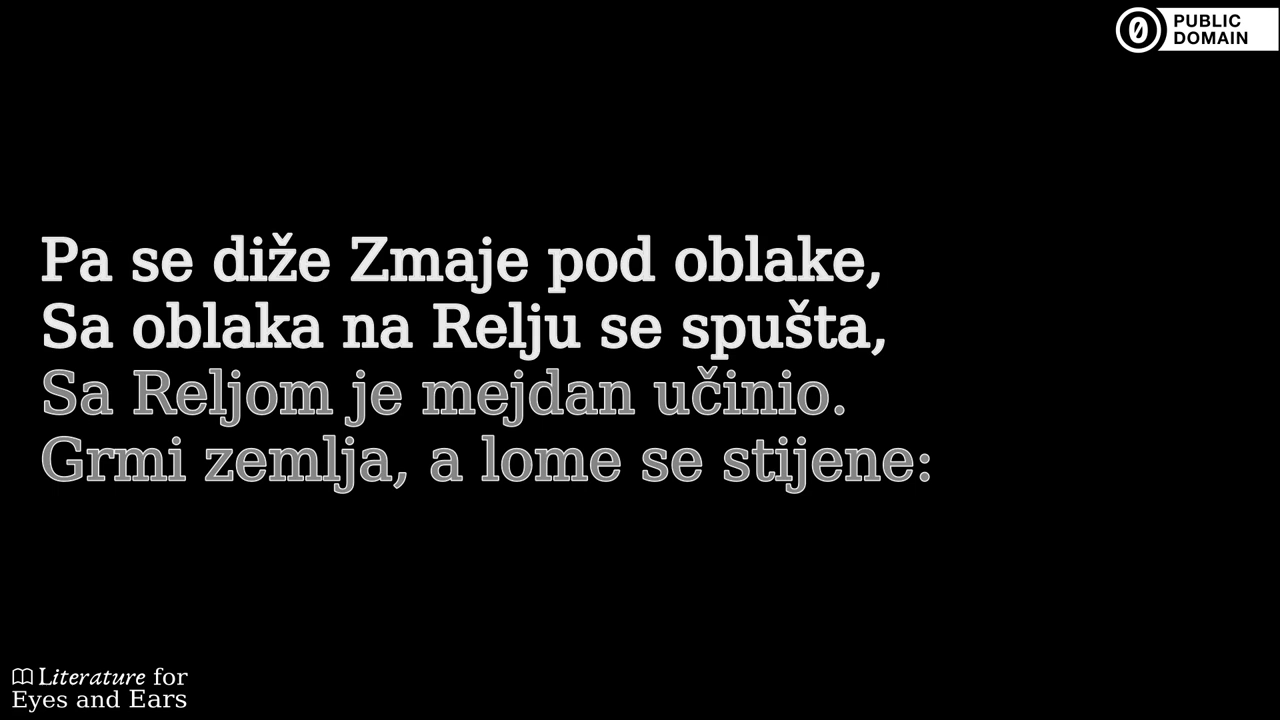 PUBLIC
DOMAIN
Pa se diže Zmaje pod oblake,
Sa oblaka na Relju se spušta,
Sa Reljom je mejdan učinio.
Grmi zemlja, a lome se stijene:
Literature for
Eyes and Ears